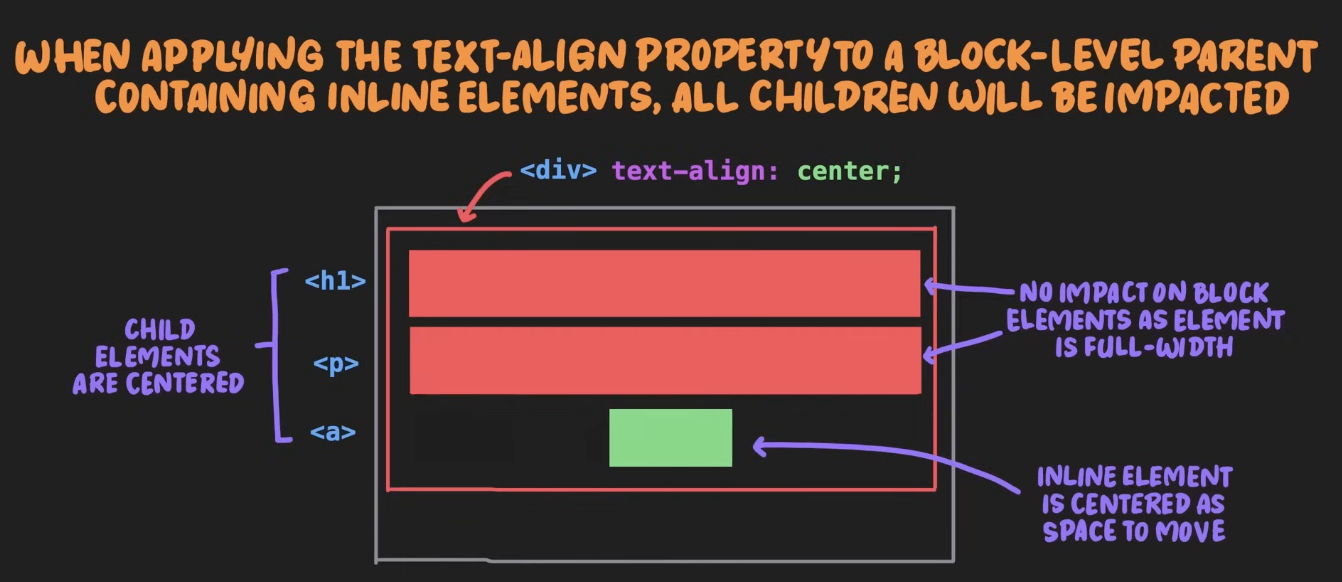 WHEN APPLYING THE TEXT-ALIGN PROPERTY TO A BLOCK-LEVEL PARENT
CONTAINING INLINE ELEMENTS, ALL CHILDREN WILL BE IMPACTED
<div> text-align: center;
<h1>
<p>
<a>
CHILD
ELEMENTS
ARE CENTERED
NO IMPACT ON BLOCK
ELEMENTS AS ELEMENT
IS FULL-WIDTH
INLINE ELEMENT
IS CENTERED AS
SPACE TO MOVE